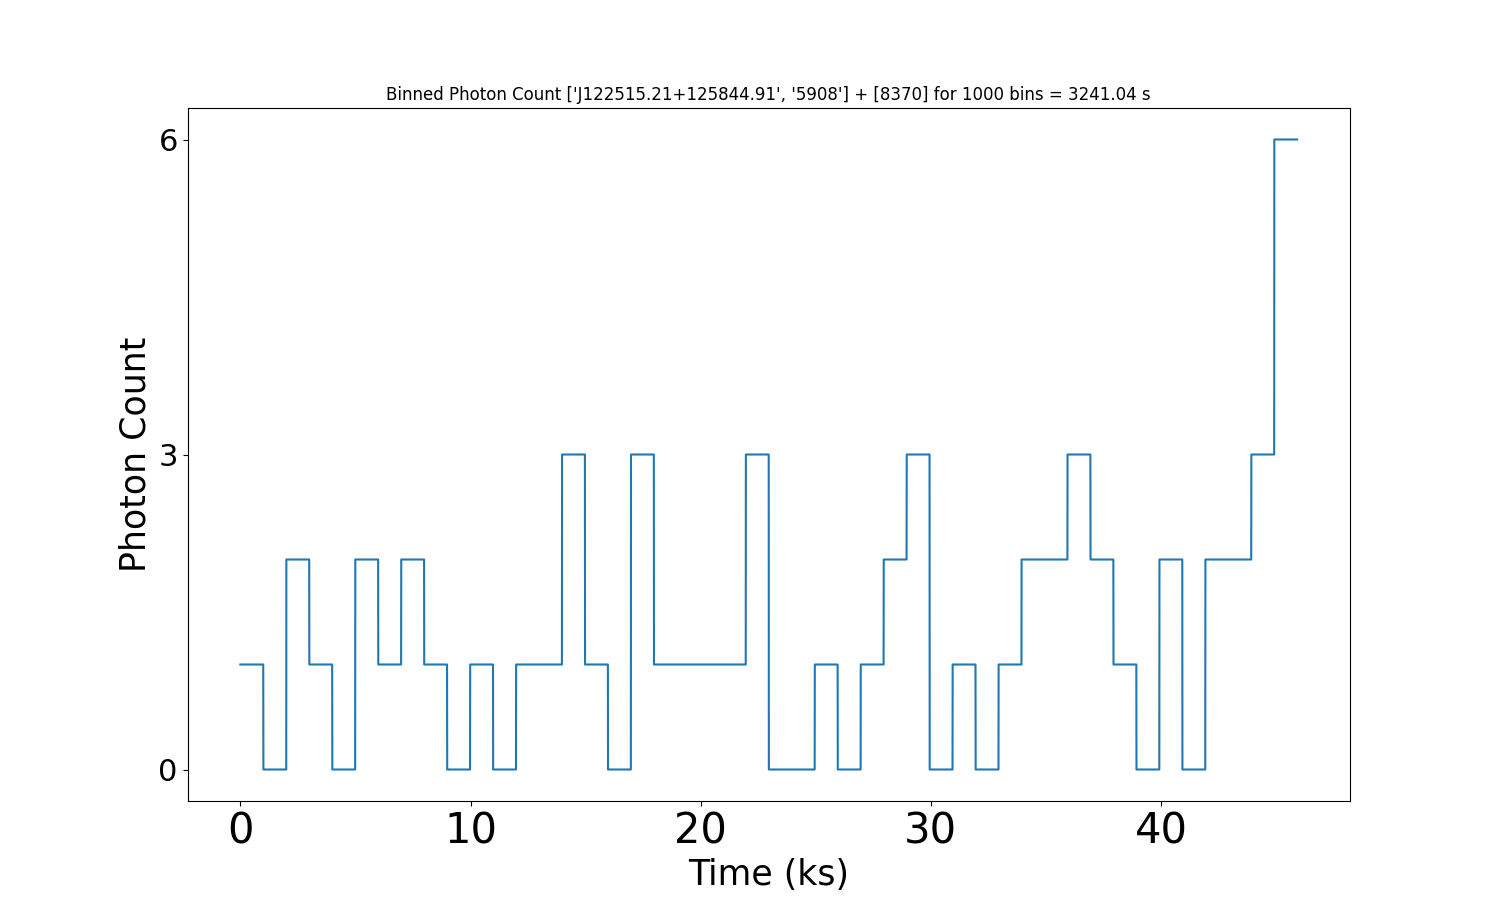 Binned Photon Count ['J122515.21+125844.91', '5908'] + [8370] for 1000 bins = 3241.04 s
6
3
0
Photon Count
0 10 20 30 40
Time (ks)